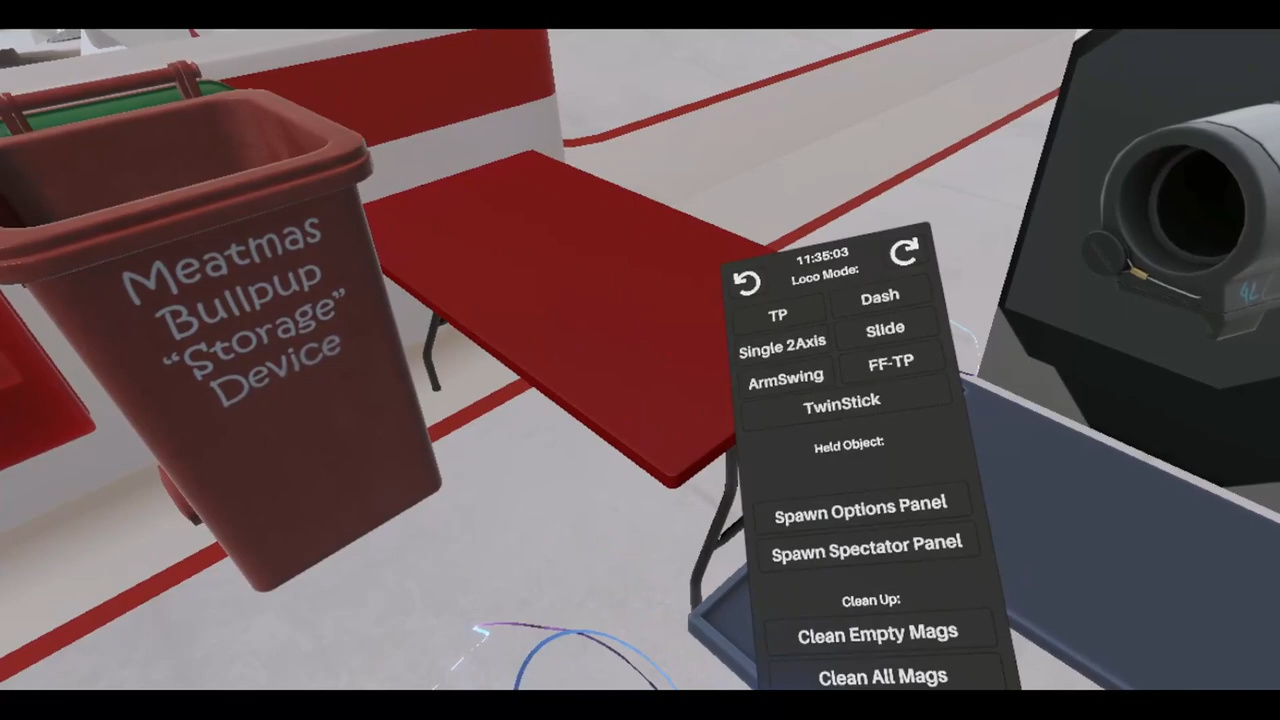 Meatmas
Bullpup
“Storage”
Device
11:35:03
Loco Mode:
TP
Dash
Single 2Axis
Slide
ArmSwing
FF-TP
TwinStick
Held Object:
Spawn Options Panel
Spawn Spectator Panel
Clean Up:
Clean Empty Mags
Clean All Mags